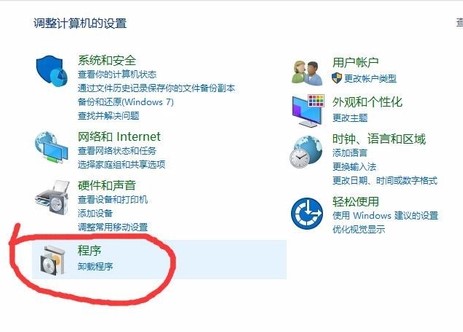 调整计算机的设置
查
系统和安全
查看你的计算机状态
通过文件历史记录保存你的文件备份副本
备份和还原(Windows 7)
查找并解决问题
网络和 Internet
查看网络状态和任务
选择家庭组和共享选项
硬件和声音
查看设备和打印机
添加设备
调整常用移动设置
程序
卸载程序
用户帐户
更改帐户类型
外观和个性化
更改主题
时钟、语言和区域
添加语言
更换输入法
更改日期、时间或数字格式
轻松使用
使用 Windows 建议的设置
优化视觉显示